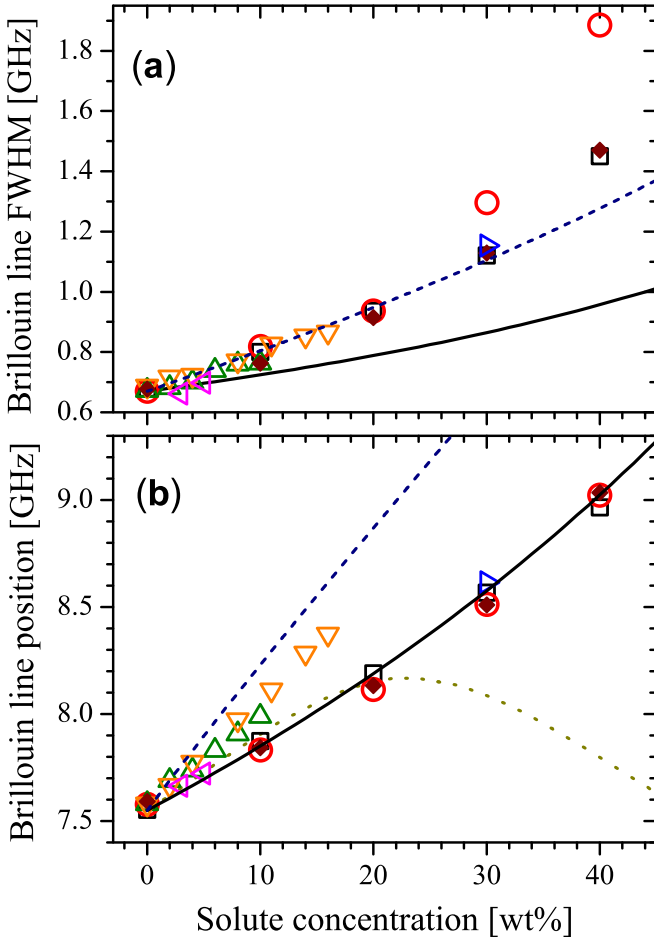 (a)
Brillouin line FWHM [GHz]
1.8
1.6
1.4
1.2
1.0
0.8
0.6
(b)
Brillouin line position [GHz]
9.0
8.5
8.0
7.5
0 10 20 30 40
Solute concentration [wt%]